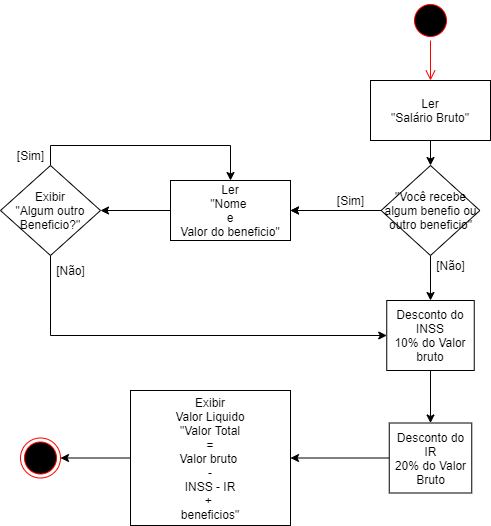 Ler
"Salário Bruto"
"Você recebe
algum benefio ou
outro beneficio"
[Sim]
[Não]
Ler
"Nome
e
Valor do beneficio"
[Sim]
Exibir
"Algum outro
Beneficio?"
[Não]
Desconto do
INSS
10% do Valor
bruto
Desconto do
IR
20% do Valor
Bruto
Exibir
Valor Liquido
"Valor Total
=
Valor bruto
-
INSS - IR
+
beneficios"